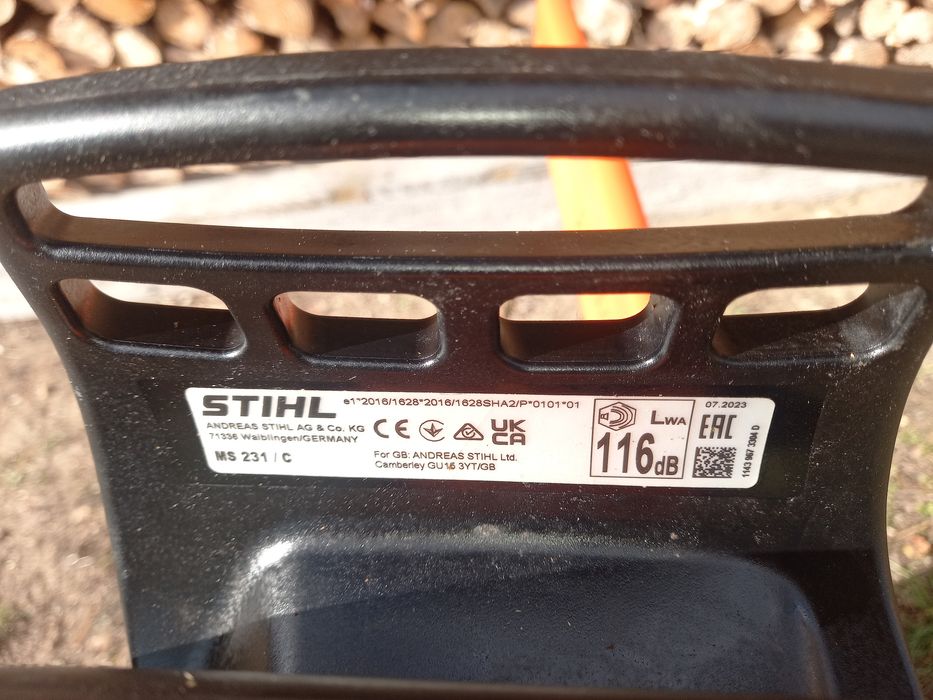 STIHL
e1*2016/1628*2016/1628SHA2/P*0101*01
ANDREAS STIHL AG & Co. KG
71336 Waiblingen/GERMANY
MS 231 / C
CE
UK
CA
For GB: ANDREAS STIHL Ltd.
Camberley GU15 3YT/GB
LWA
116dB
07.2023
EAC
1143 967 3304 D